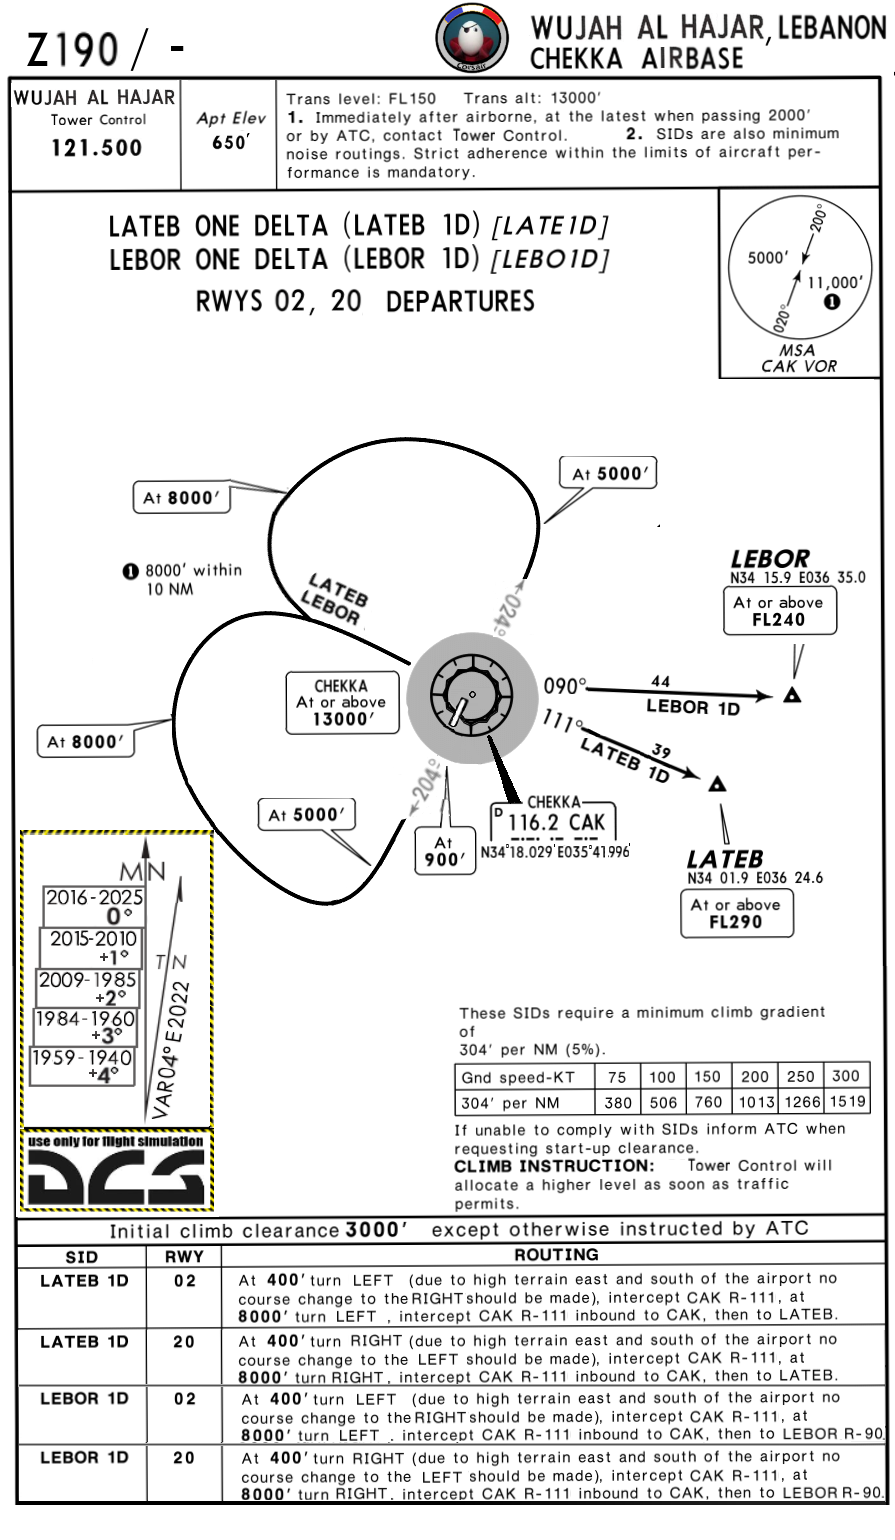 Z190 / -
Corsair
WUJAH AL HAJAR, LEBANON
CHEKKA AIRBASE
WUJAH AL HAJAR
Tower Control
121.500
Apt Elev
650'
Trans level: FL150 Trans alt: 13000'
1. Immediately after airborne, at the latest when passing 2000'
or by ATC, contact Tower Control. 2. SIDs are also minimum
noise routings. Strict adherence within the limits of aircraft per-
formance is mandatory.
LATEB ONE DELTA (LATEB 1D) [LATE1D]
LEBOR ONE DELTA (LEBOR 1D) [LEBO1D]
RWYS 02, 20 DEPARTURES
200°
5000'
11,000'
1
020°
MSA
CAK VOR
At 8000'
At 5000'
1 8000' within
10 NM
LATEB
LEBOR
024°
LEBOR
N34 15.9 E036 35.0
At or above
FL240
CHEKKA
At or above
13000'
090°
44
LEBOR 1D
111°
39
LATEB 1D
At 8000'
204°
At 5000'
At
900'
CHEKKA
D 116.2 CAK
N34°18.029'E035°41.996'
LATEB
N34 01.9 E036 24.6
At or above
FL290
MN
2016-2025
0°
2015-2010
+1°
2009-1985
+2°
1984-1960
+3°
1959-1940
+4°
TN
VAR04°E2022
use only for flight simulation
DCS
These SIDs require a minimum climb gradient
of
304' per NM (5%).
Gnd speed-KT 75 100 150 200 250 300
304' per NM 380 506 760 1013 1266 1519
If unable to comply with SIDs inform ATC when
requesting start-up clearance.
CLIMB INSTRUCTION: Tower Control will
allocate a higher level as soon as traffic
permits.
Initial climb clearance 3000' except otherwise instructed by ATC
SID RWY ROUTING
LATEB 1D 02 At 400' turn LEFT (due to high terrain east and south of the airport no
course change to the RIGHT should be made), intercept CAK R-111, at
8000' turn LEFT , intercept CAK R-111 inbound to CAK, then to LATEB.
LATEB 1D 20 At 400' turn RIGHT (due to high terrain east and south of the airport no
course change to the LEFT should be made), intercept CAK R-111, at
8000' turn RIGHT, intercept CAK R-111 inbound to CAK, then to LATEB.
LEBOR 1D 02 At 400' turn LEFT (due to high terrain east and south of the airport no
course change to the RIGHT should be made), intercept CAK R-111, at
8000' turn LEFT , intercept CAK R-111 inbound to CAK, then to LEBOR R-90.
LEBOR 1D 20 At 400' turn RIGHT (due to high terrain east and south of the airport no
course change to the LEFT should be made), intercept CAK R-111, at
8000' turn RIGHT, intercept CAK R-111 inbound to CAK, then to LEBOR R-90.